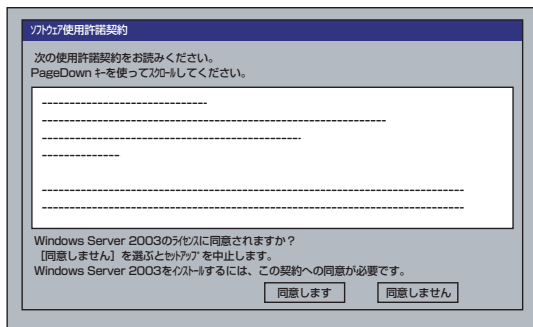 ｿﾌﾄｳｪｱ使用許諾契約
次の使用許諾契約をお読みください。
PageDown ｷｰを使ってｽｸﾛｰﾙしてください。
--------------------------------
------------------------------------------------------------------
--------------------------------------------------
---------------
---------------------------------------------------------------------------------
---------------------------------------------------------------------------------
Windows Server 2003のﾗｲｾﾝｽに同意されますか？
［同意しません］を選ぶとｾｯﾄｱｯﾌﾟを中止します。
Windows Server 2003をｲﾝｽﾄｰﾙするには、この契約への同意が必要です。
同意します 同意しません